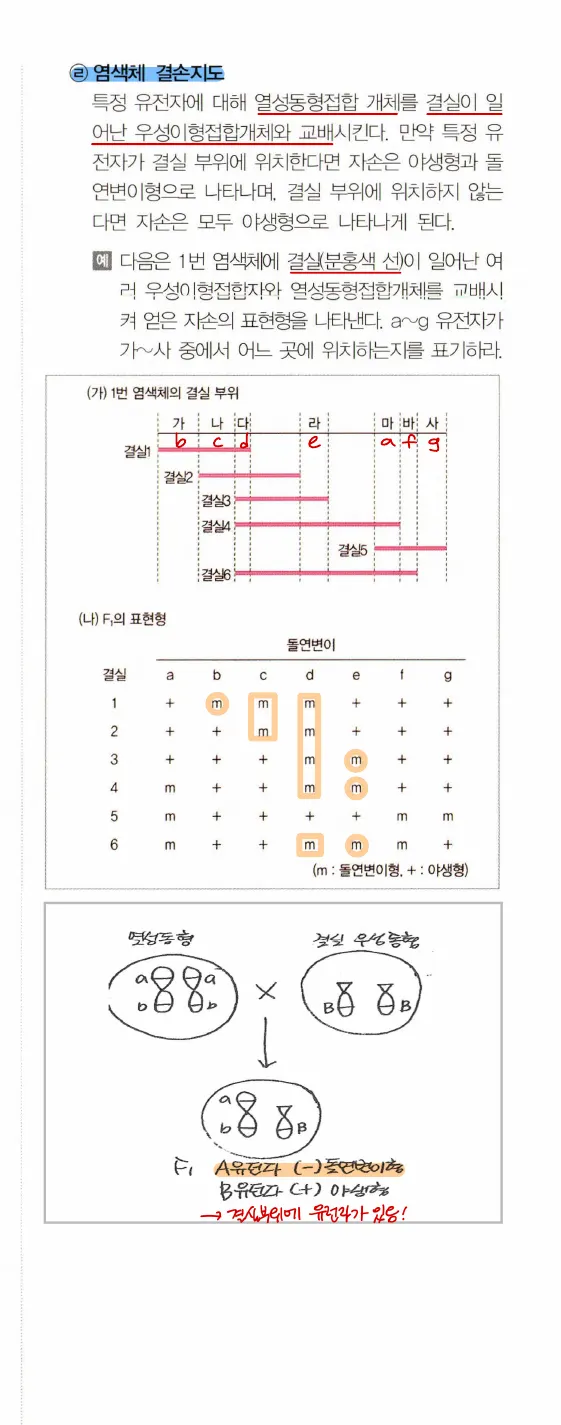 ㉣ 염색체 결손지도
특정 유전자에 대해 열성동형접합 개체를 결실이 일
어난 우성이형접합개체와 교배시킨다. 만약 특정 유
전자가 결실 부위에 위치한다면 자손은 야생형과 돌
연변이형으로 나타나며, 결실 부위에 위치하지 않는
다면 자손은 모두 야생형으로 나타나게 된다.
예 다음은 1번 염색체에 결실(분홍색 선)이 일어난 여
러 우성이형접합자와 열성동형접합개체를 교배시
켜 얻은 자손의 표현형을 나타낸다. a~g 유전자가
가~사 중에서 어느 곳에 위치하는지를 표기하라.
(가) 1번 염색체의 결실 부위
가 나 다 라 마 바 사
b c d e a f g
결실1
결실2
결실3
결실4
결실5
결실6
(나) F₁의 표현형
돌연변이
결실 a b c d e f g
1 + m m m + + +
2 + + m m + + +
3 + + + m m + +
4 m + + m m + +
5 m + + + + m m
6 m + + m m m +
(m : 돌연변이형, + : 야생형)
열성동형 결실 우성종형
a a
b b × B B
a
b B
F₁ A유전자 (-) 돌연변이형
B유전자 (+) 야생형
→ 결실부위에 유전자가 있음!